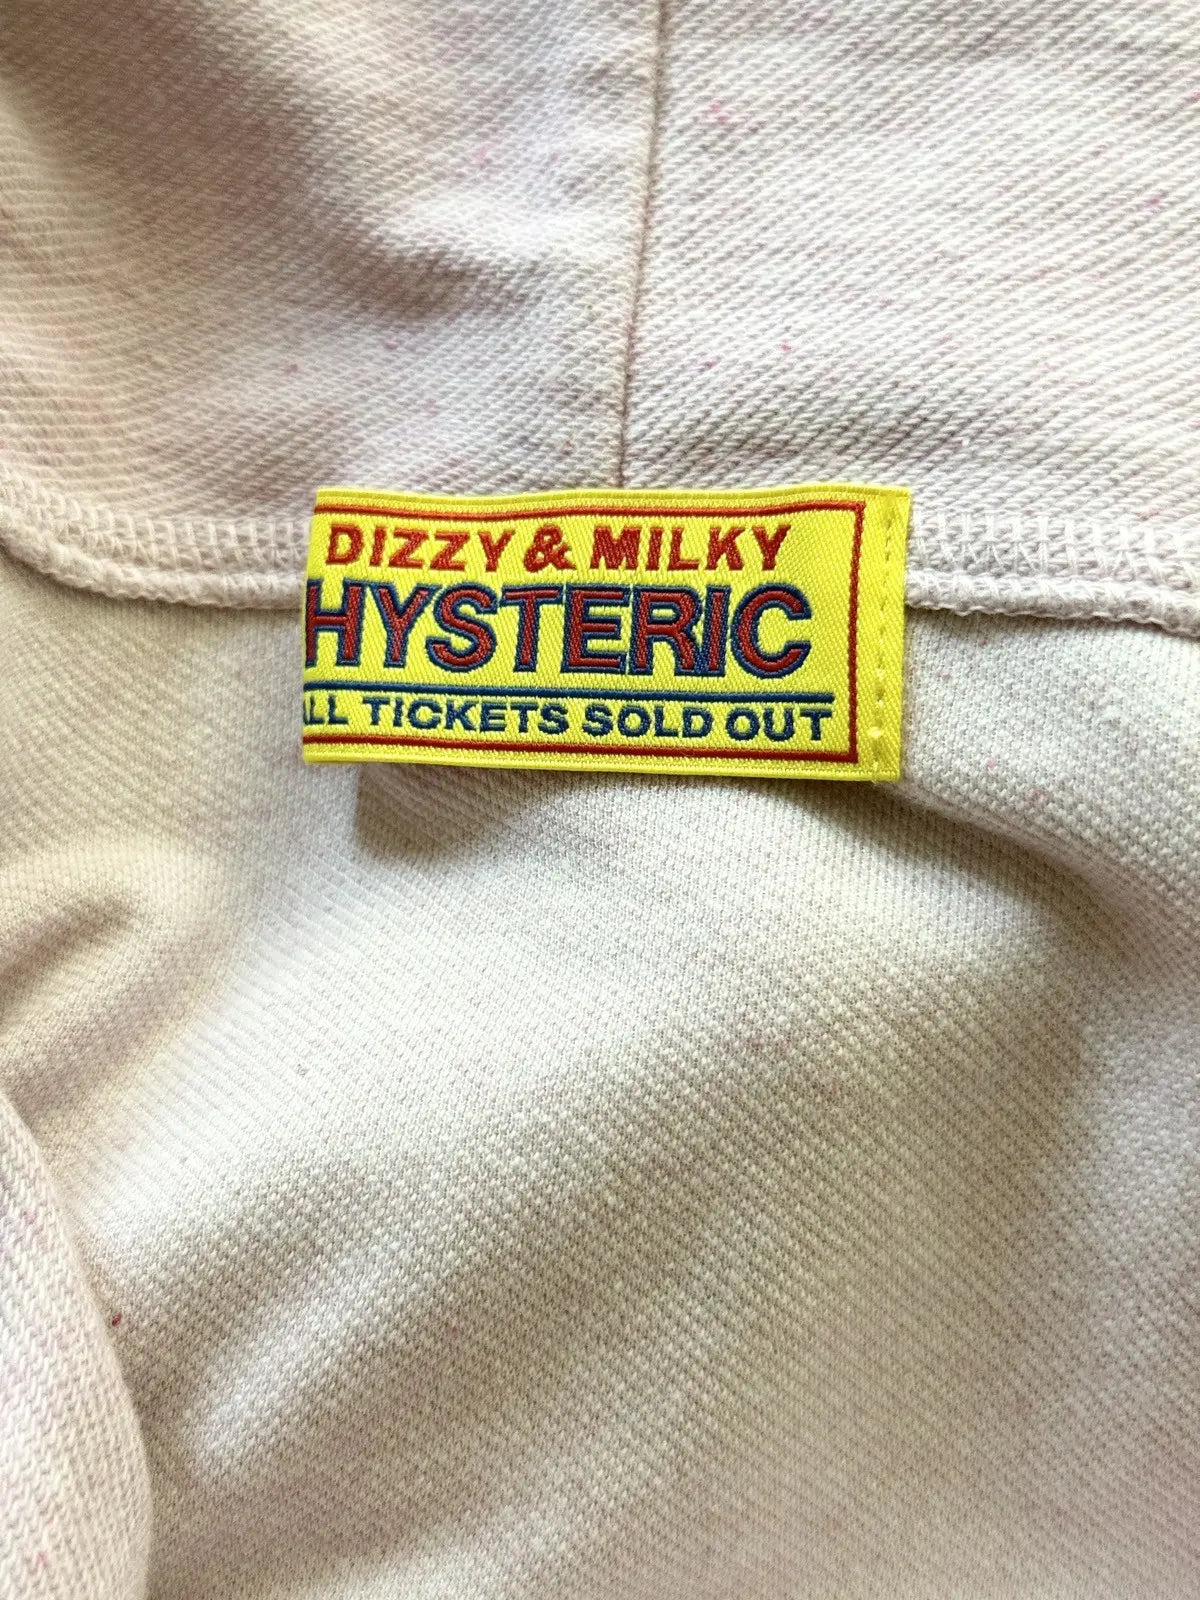 DIZZY & MILKY
HYSTERIC
ALL TICKETS SOLD OUT